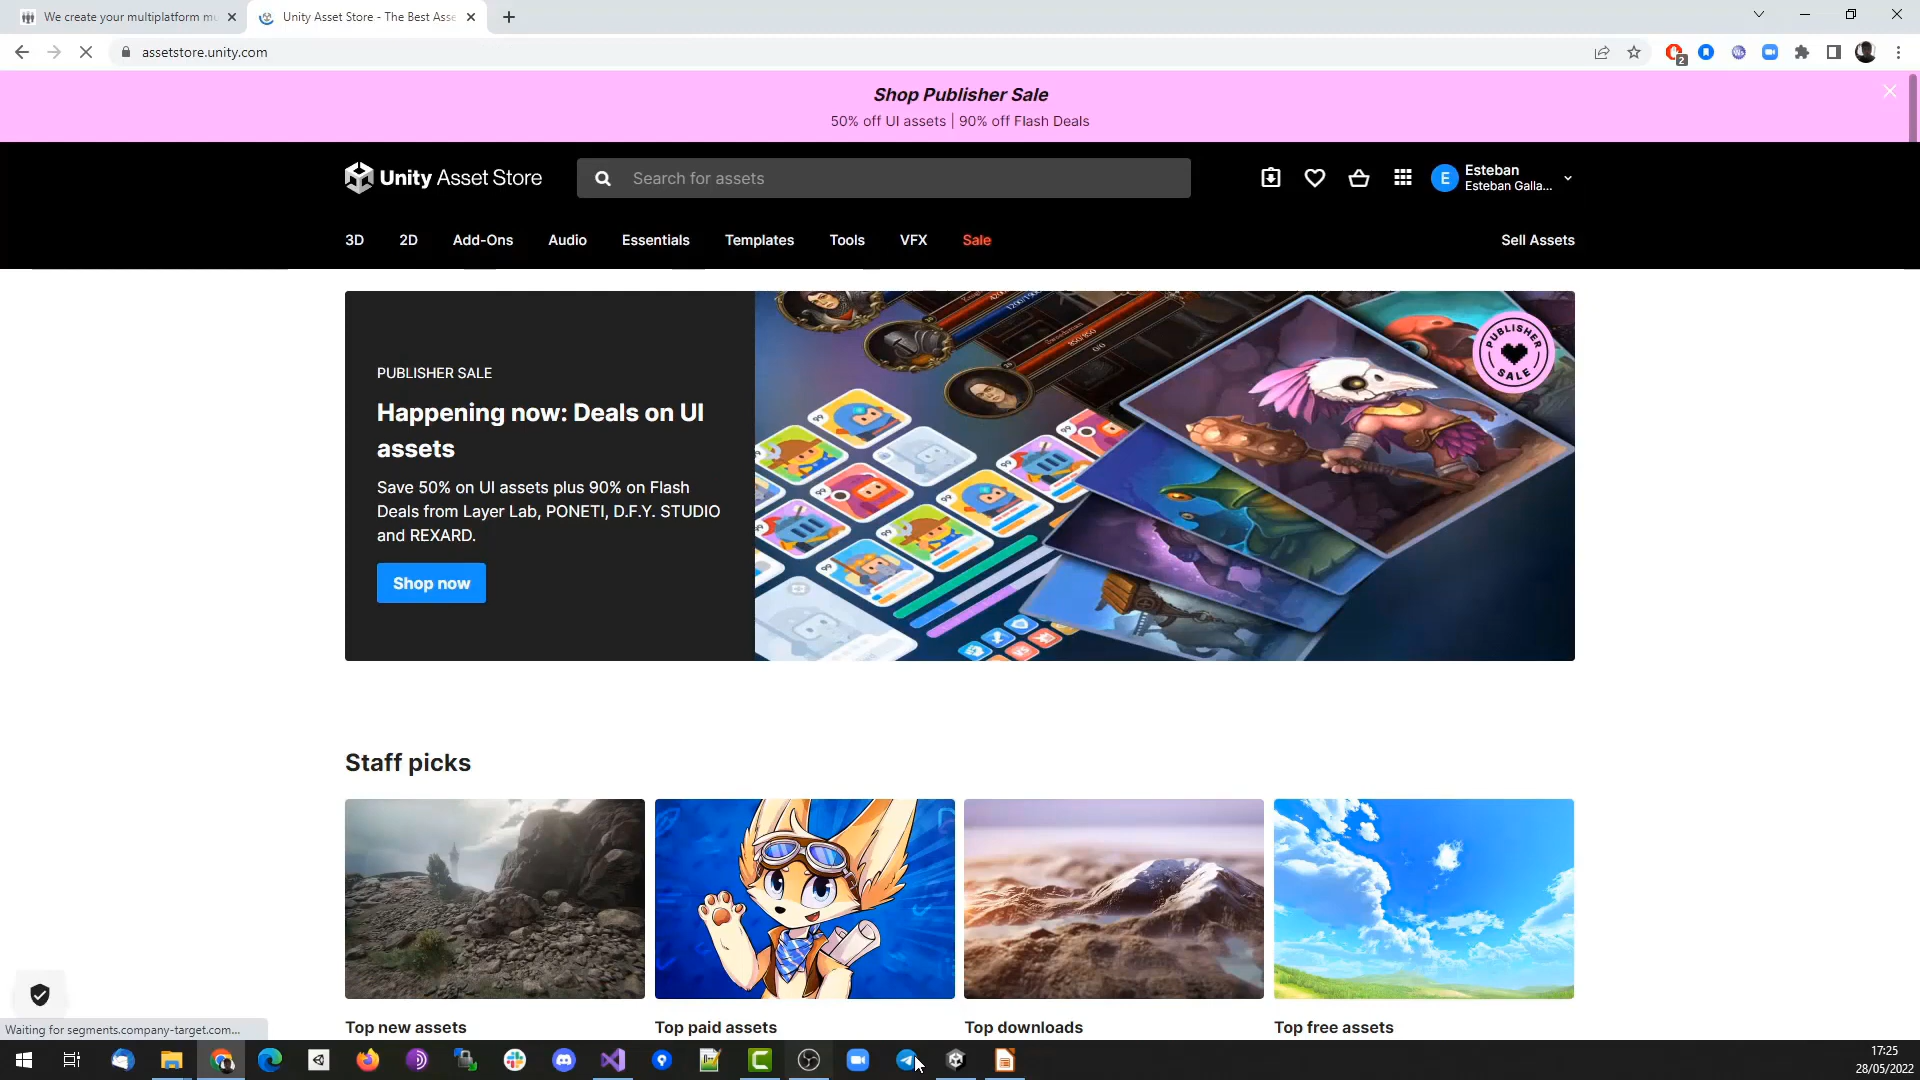 We create your multiplatform mu
Unity Asset Store - The Best Asse
assetstore.unity.com
2
Shop Publisher Sale
50% off UI assets | 90% off Flash Deals
Unity Asset Store
Search for assets
E
Esteban
Esteban Galla...
3D
2D
Add-Ons
Audio
Essentials
Templates
Tools
VFX
Sale
Sell Assets
PUBLISHER SALE
PUBLISHER SALE
Happening now: Deals on UI
assets
Save 50% on UI assets plus 90% on Flash
Deals from Layer Lab, PONETI, D.F.Y. STUDIO
and REXARD.
Shop now
Staff picks
Top new assets
Top paid assets
Top downloads
Top free assets
Waiting for segments.company-target.com...
17:25
28/05/2022